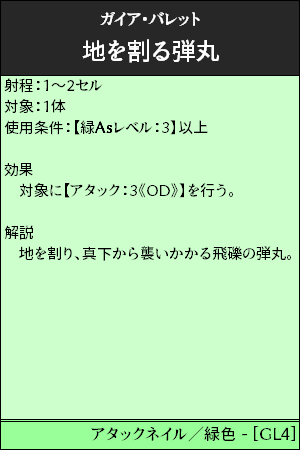 ガイア・バレット
地を割る弾丸
射程：1～2セル
対象：1体
使用条件：【緑Asレベル：3】以上
効果
対象に【アタック：3《OD》】を行う。
解説
地を割り、真下から襲いかかる飛礫の弾丸。
アタックネイル／緑色 - [GL4]